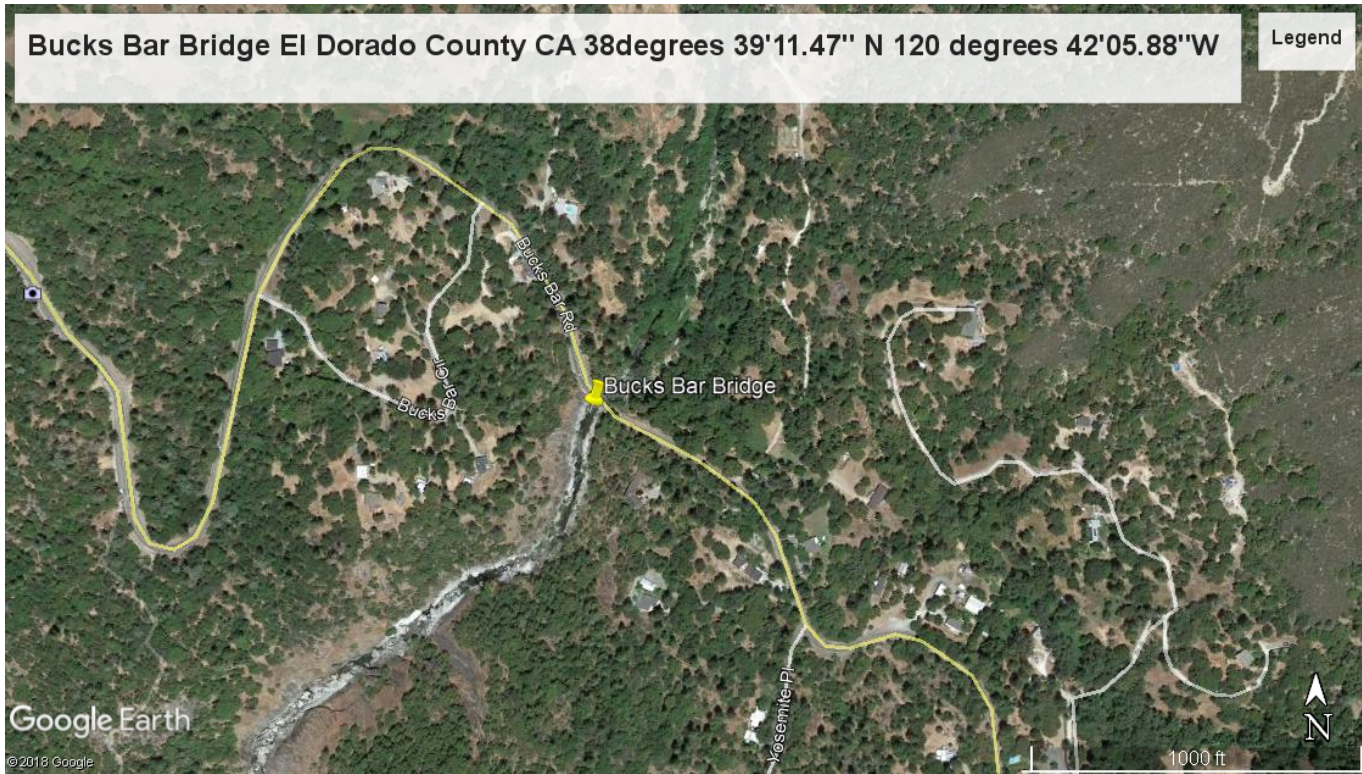 Bucks Bar Bridge El Dorado County CA 38degrees 39'11.47'' N 120 degrees 42'05.88''W
Legend
Bucks Bar Rd
Bucks Bar Cir
Bucks Bar Bridge
Yosemite Pl
Google Earth
©2018 Google
N
1000 ft